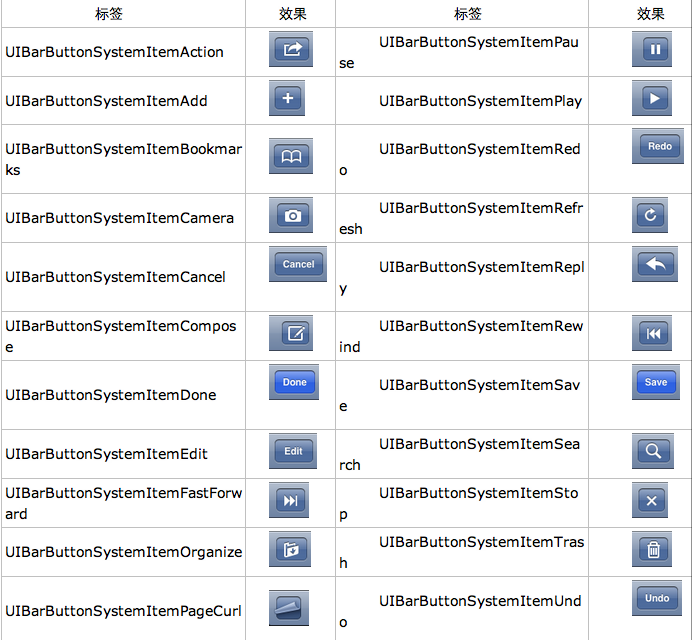 标签 效果 标签 效果
UIBarButtonSystemItemAction
UIBarButtonSystemItemPau
se
UIBarButtonSystemItemAdd
UIBarButtonSystemItemPlay
UIBarButtonSystemItemBookmar
ks
UIBarButtonSystemItemRed
o
Redo
UIBarButtonSystemItemCamera
UIBarButtonSystemItemRefr
esh
UIBarButtonSystemItemCancel
Cancel
UIBarButtonSystemItemRepl
y
UIBarButtonSystemItemCompos
e
UIBarButtonSystemItemRew
ind
UIBarButtonSystemItemDone
Done
UIBarButtonSystemItemSav
e
Save
UIBarButtonSystemItemEdit
Edit
UIBarButtonSystemItemSea
rch
UIBarButtonSystemItemFastForw
ard
UIBarButtonSystemItemSto
p
UIBarButtonSystemItemOrganize
UIBarButtonSystemItemTras
h
UIBarButtonSystemItemPageCurl
UIBarButtonSystemItemUnd
o
Undo